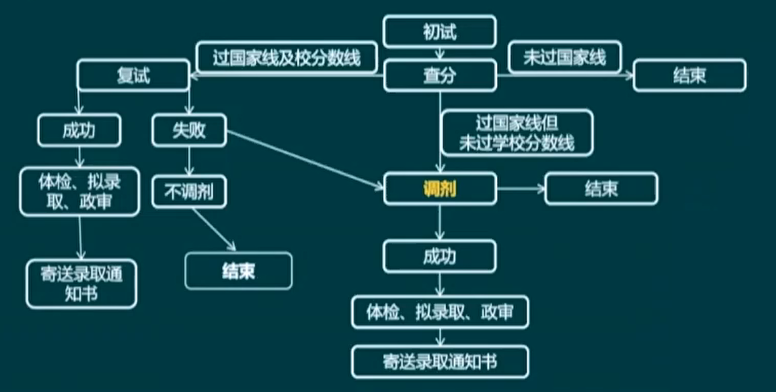 初试
过国家线及校分数线
未过国家线
复试
查分
结束
成功
失败
过国家线但
未过学校分数线
体检、拟录
取、政审
不调剂
调剂
结束
寄送录取通
知书
结束
成功
体检、拟录取、政审
寄送录取通知书